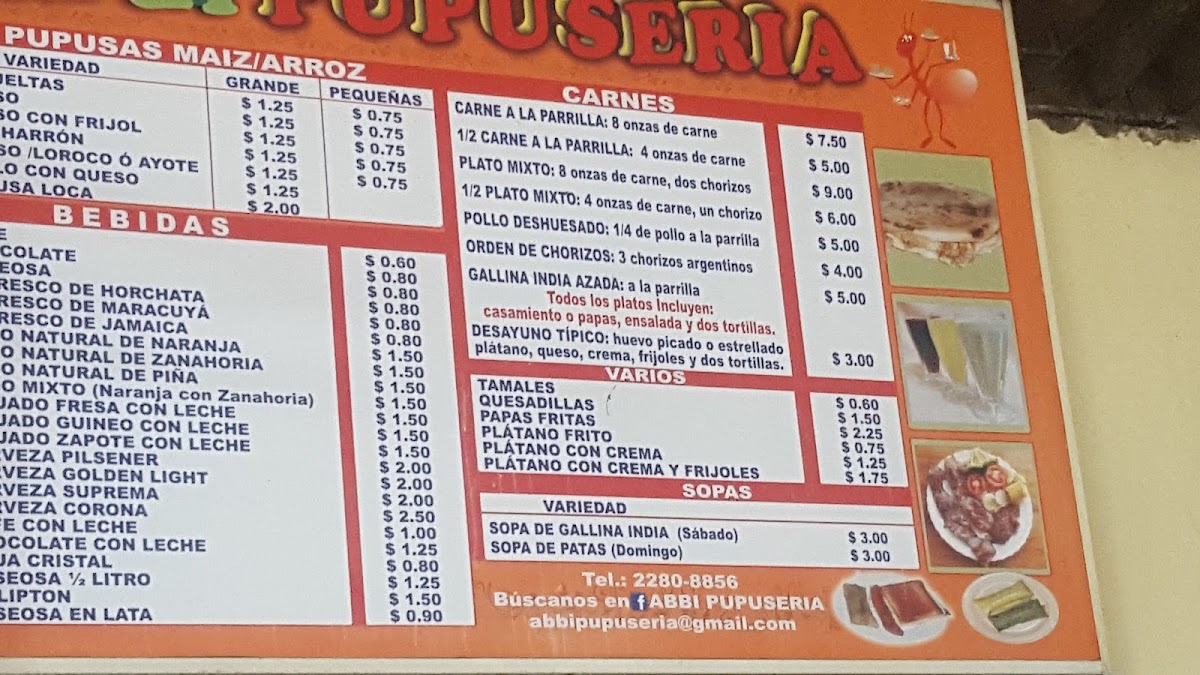 PUPUSERIA
PUPUSAS MAIZ/ARROZ
VARIEDAD GRANDE PEQUEÑAS
UELTAS $ 1.25 $ 0.75
SO $ 1.25 $ 0.75
SO CON FRIJOL $ 1.25 $ 0.75
HARRÓN $ 1.25 $ 0.75
SO /LOROCO Ó AYOTE $ 1.25 $ 0.75
LO CON QUESO $ 1.25
USA LOCA $ 2.00
BEBIDAS
E $ 0.60
COLATE $ 0.80
SEOSA $ 0.80
RESCO DE HORCHATA $ 0.80
RESCO DE MARACUYÁ $ 0.80
RESCO DE JAMAICA $ 0.80
O NATURAL DE NARANJA $ 1.50
O NATURAL DE ZANAHORIA $ 1.50
O NATURAL DE PIÑA $ 1.50
O MIXTO (Naranja con Zanahoria) $ 1.50
UADO FRESA CON LECHE $ 1.50
UADO GUINEO CON LECHE $ 1.50
UADO ZAPOTE CON LECHE $ 1.50
RVEZA PILSENER $ 2.00
RVEZA GOLDEN LIGHT $ 2.00
RVEZA SUPREMA $ 2.00
RVEZA CORONA $ 2.50
FE CON LECHE $ 1.00
OCOLATE CON LECHE $ 1.25
UA CRISTAL $ 0.80
SEOSA ½ LITRO $ 1.25
LIPTON $ 1.50
SEOSA EN LATA $ 0.90
CARNES
CARNE A LA PARRILLA: 8 onzas de carne $ 7.50
1/2 CARNE A LA PARRILLA: 4 onzas de carne $ 5.00
PLATO MIXTO: 8 onzas de carne, dos chorizos $ 9.00
1/2 PLATO MIXTO: 4 onzas de carne, un chorizo $ 6.00
POLLO DESHUESADO: 1/4 de pollo a la parrilla $ 5.00
ORDEN DE CHORIZOS: 3 chorizos argentinos $ 4.00
GALLINA INDIA AZADA: a la parrilla $ 5.00
Todos los platos Incluyen:
casamiento o papas, ensalada y dos tortillas.
DESAYUNO TÍPICO: huevo picado o estrellado
plátano, queso, crema, frijoles y dos tortillas. $ 3.00
VARIOS
TAMALES $ 0.60
QUESADILLAS $ 1.50
PAPAS FRITAS $ 2.25
PLÁTANO FRITO $ 0.75
PLÁTANO CON CREMA $ 1.25
PLÁTANO CON CREMA Y FRIJOLES $ 1.75
SOPAS
VARIEDAD
SOPA DE GALLINA INDIA (Sábado) $ 3.00
SOPA DE PATAS (Domingo) $ 3.00
Tel.: 2280-8856
Búscanos en f ABBI PUPUSERIA
abbipupuseria@gmail.com